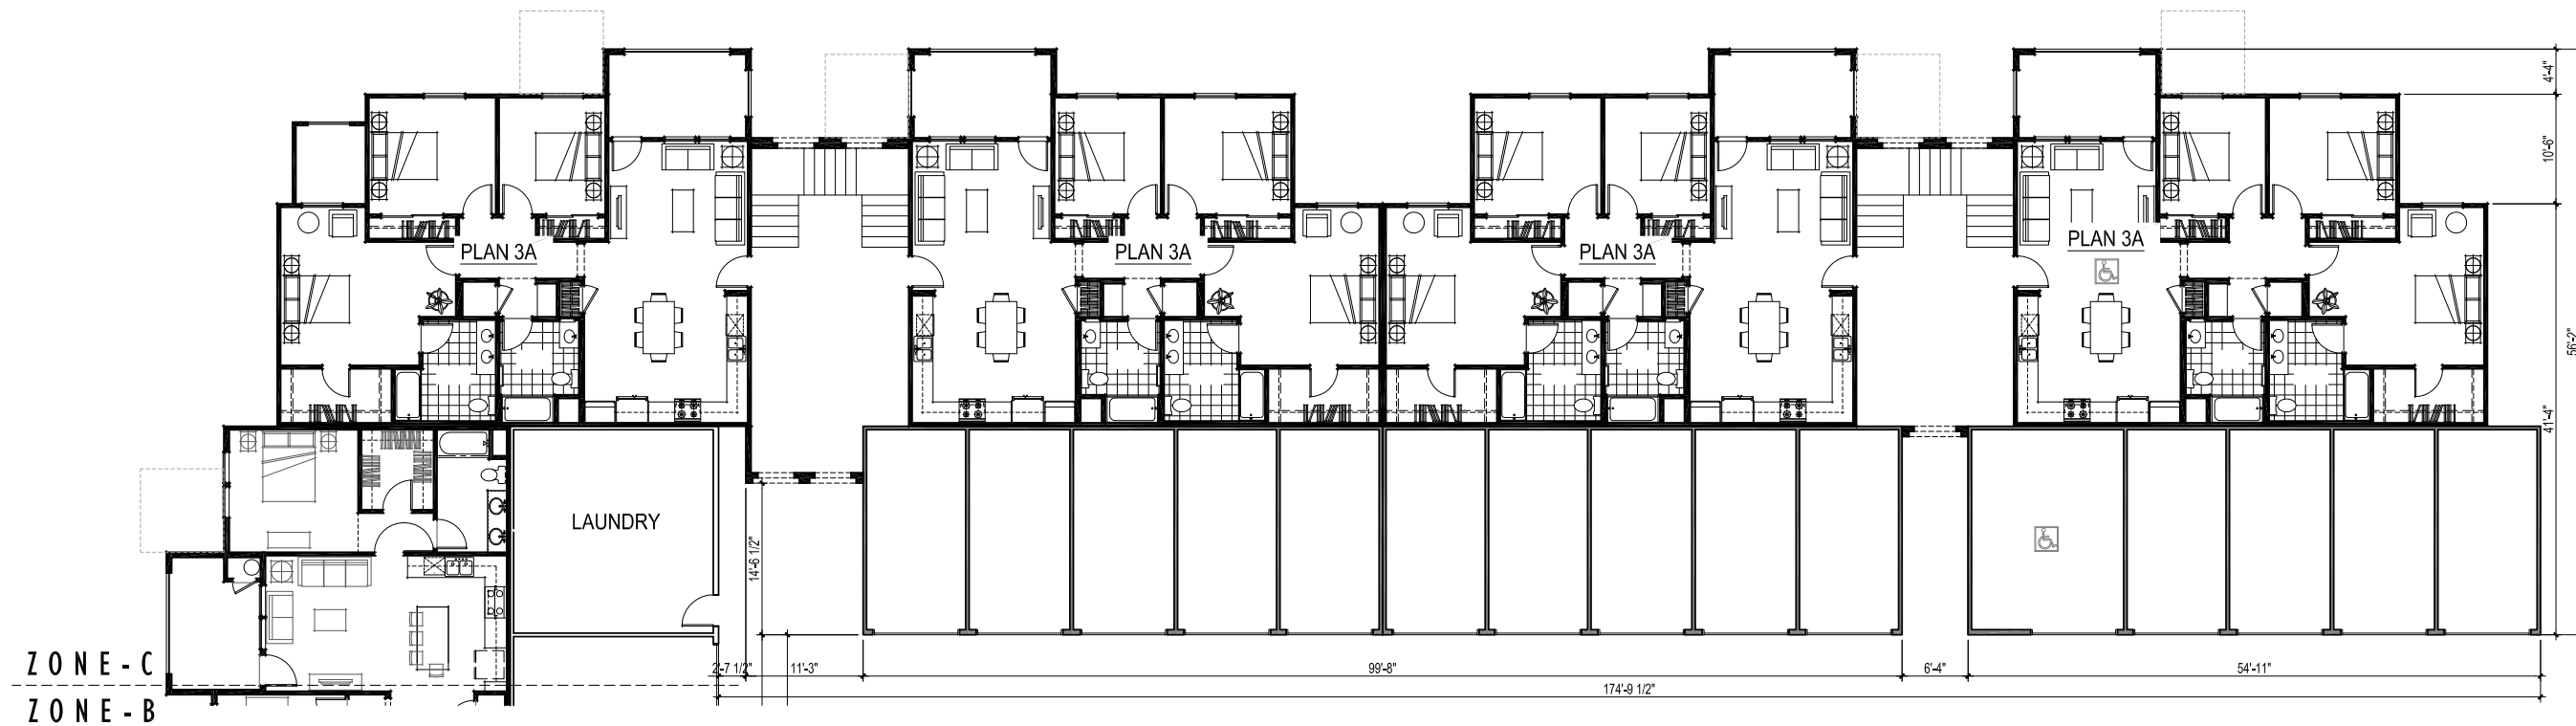 4'-4"
10'-6"
PLAN 3A
PLAN 3A
PLAN 3A
PLAN 3A
56'-2"
41'-4"
LAUNDRY
14'-6 1/2"
ZONE-C
2'-7 1/2"
11'-3"
99'-8"
6'-4"
54'-11"
174'-9 1/2"
ZONE-B